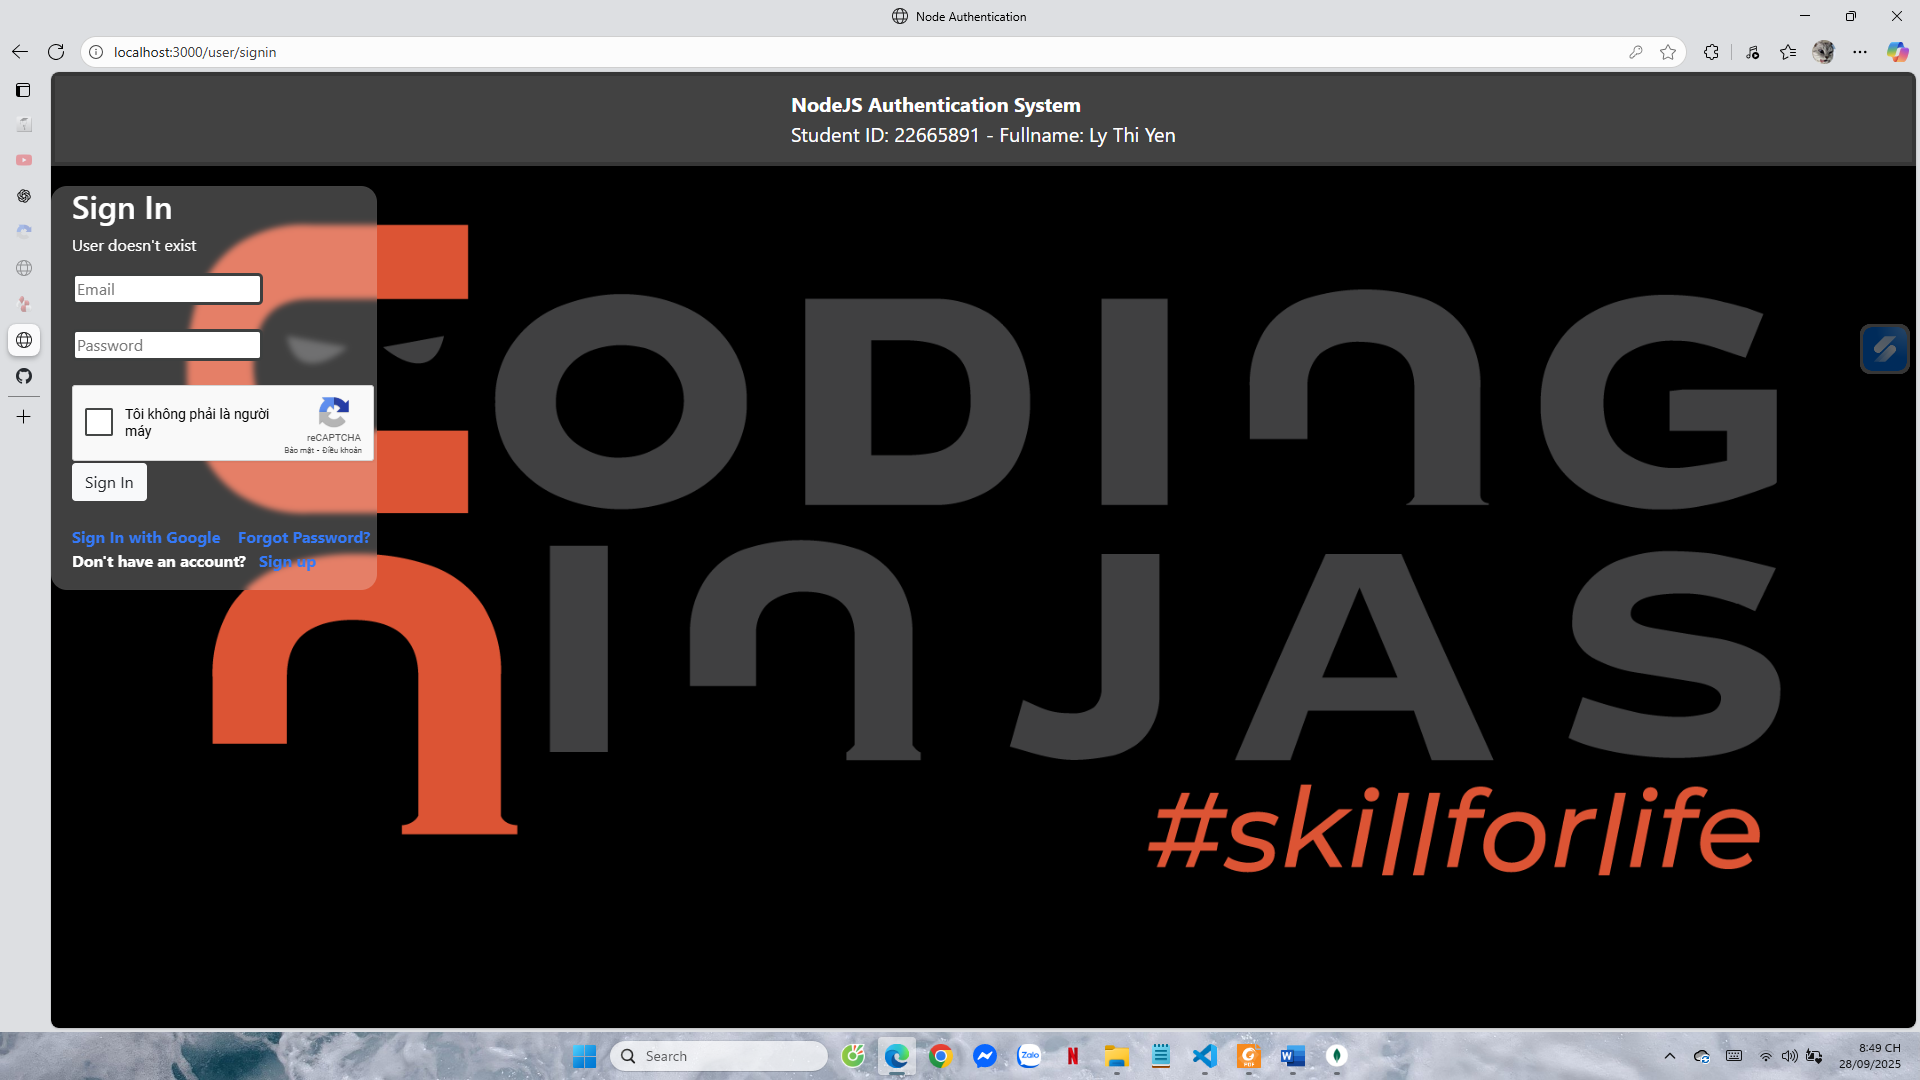 Node Authentication
localhost:3000/user/signin
NodeJS Authentication System
Student ID: 22665891 - Fullname: Ly Thi Yen
Sign In
User doesn't exist
Email
Password
Tôi không phải là người
máy
reCAPTCHA
Bảo mật - Điều khoản
Sign In
Sign In with Google Forgot Password?
Don't have an account? Sign up
CODING
NINJAS
#skillforlife
Search
Zalo
N
PDF
W
8:49 CH
28/09/2025